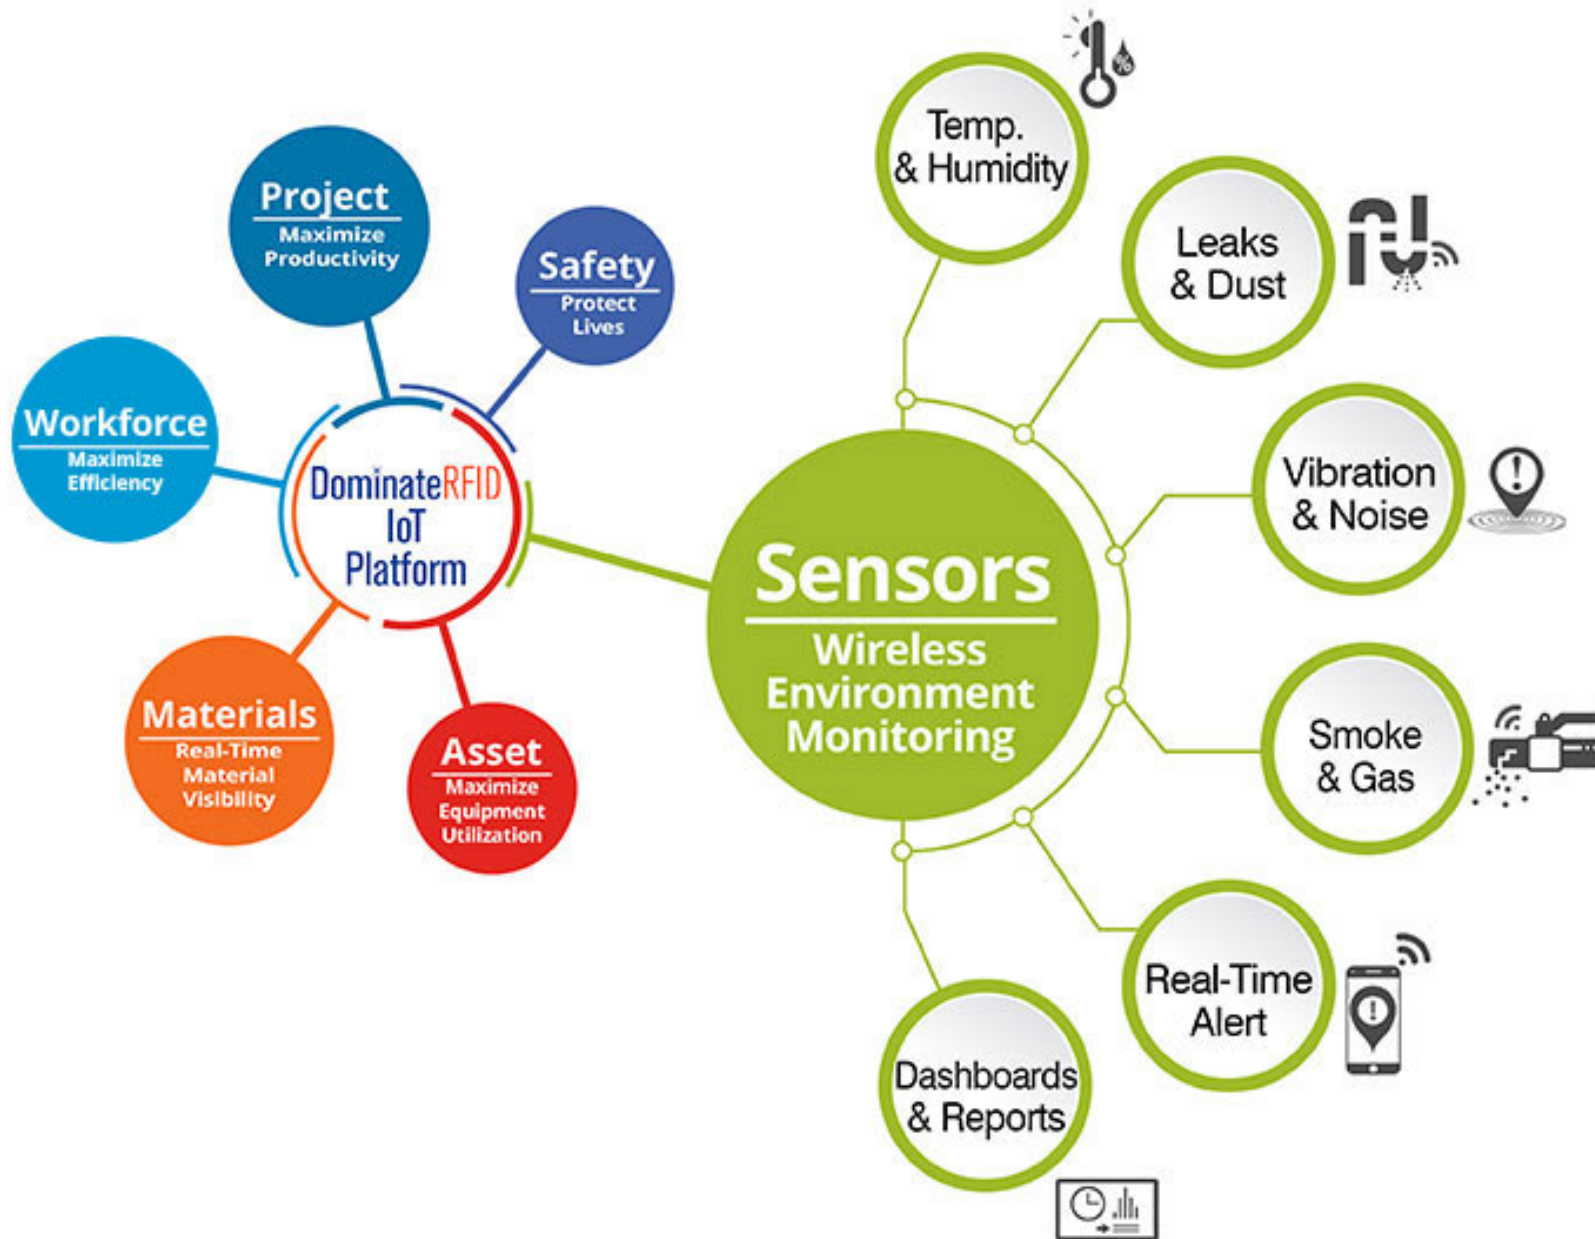 Project
Maximize
Productivity
Safety
Protect
Lives
Workforce
Maximize
Efficiency
DominateRFID
IoT
Platform
Materials
Real-Time
Material
Visibility
Asset
Maximize
Equipment
Utilization
Sensors
Wireless
Environment
Monitoring
Temp.
& Humidity
%
Leaks
& Dust
Vibration
& Noise
!
Smoke
& Gas
Real-Time
Alert
!
Dashboards
& Reports